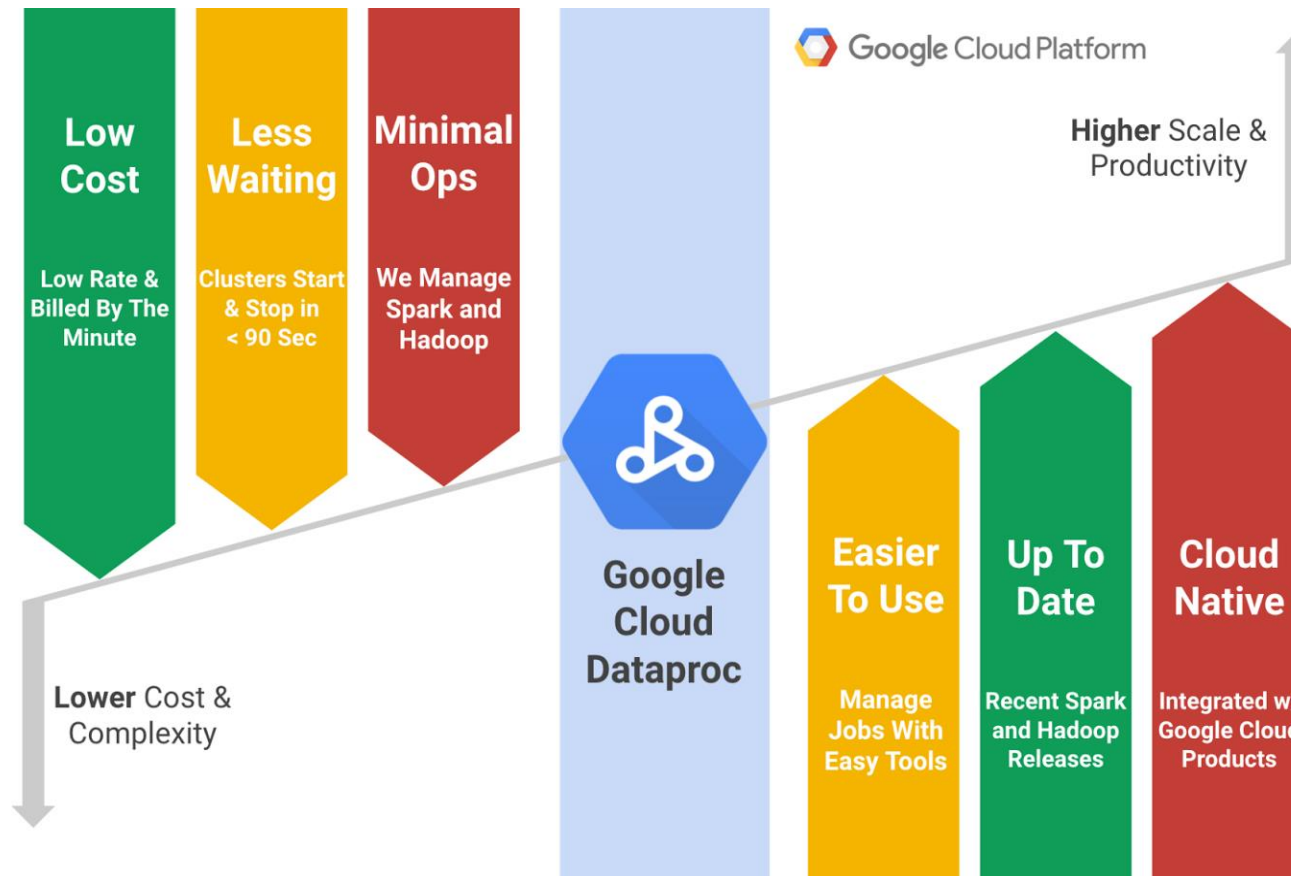 Low
Cost
Low Rate &
Billed By The
Minute
Less
Waiting
Clusters Start
& Stop in
< 90 Sec
Minimal
Ops
We Manage
Spark and
Hadoop
Lower Cost &
Complexity
Google
Cloud
Dataproc
Google Cloud Platform
Higher Scale &
Productivity
Easier
To Use
Manage
Jobs With
Easy Tools
Up To
Date
Recent Spark
and Hadoop
Releases
Cloud
Native
Integrated
Google
Products